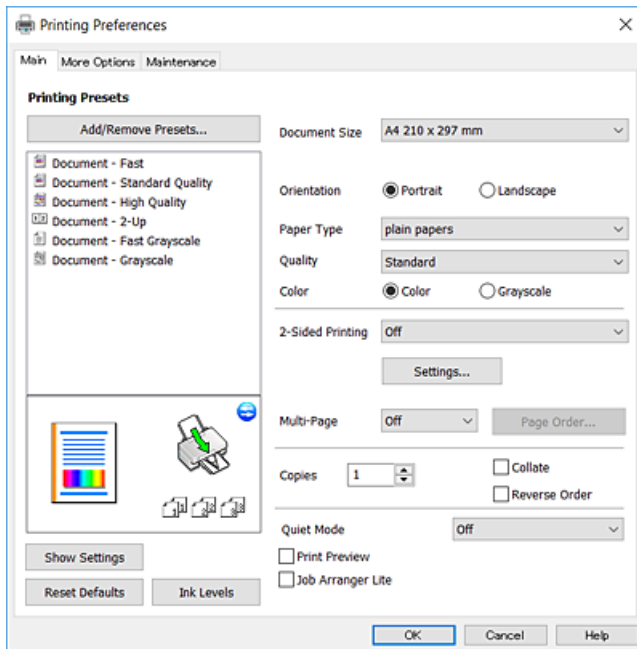 Printing Preferences
Main More Options Maintenance
Printing Presets
Add/Remove Presets...
Document - Fast
Document - Standard Quality
Document - High Quality
Document - 2-Up
Document - Fast Grayscale
Document - Grayscale
Show Settings
Reset Defaults Ink Levels
Document Size A4 210 x 297 mm
Orientation Portrait Landscape
Paper Type plain papers
Quality Standard
Color Color Grayscale
2-Sided Printing Off
Settings...
Multi-Page Off Page Order...
Copies 1 Collate
Reverse Order
Quiet Mode Off
Print Preview
Job Arranger Lite
OK Cancel Help